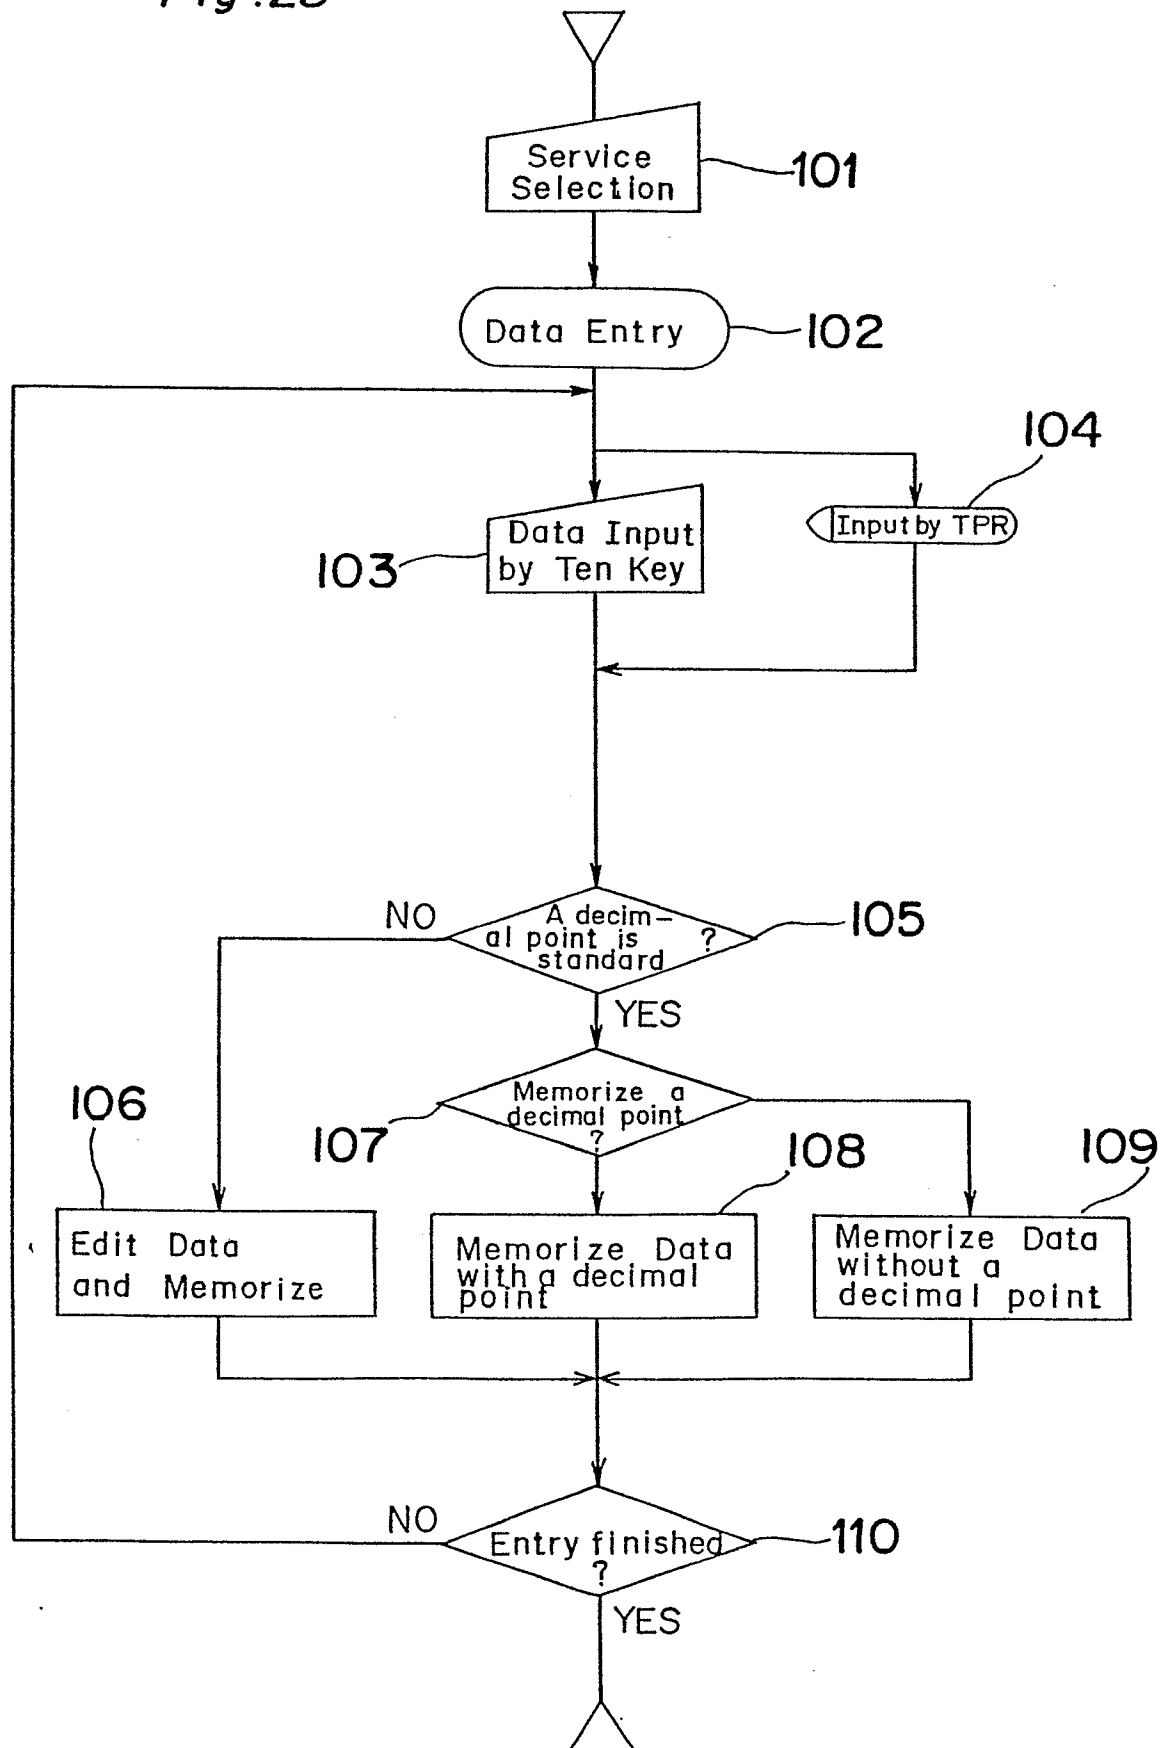 Service
Selection
101
Data Entry
102
104
Input by TPR
Data Input
by Ten Key
103
NO
A decim-
al point is ?
standard
105
YES
106
Memorize a
decimal point
?
107
108
109
Edit Data
and Memorize
Memorize Data
with a decimal
point
Memorize Data
without a
decimal point
NO
Entry finished
?
110
YES